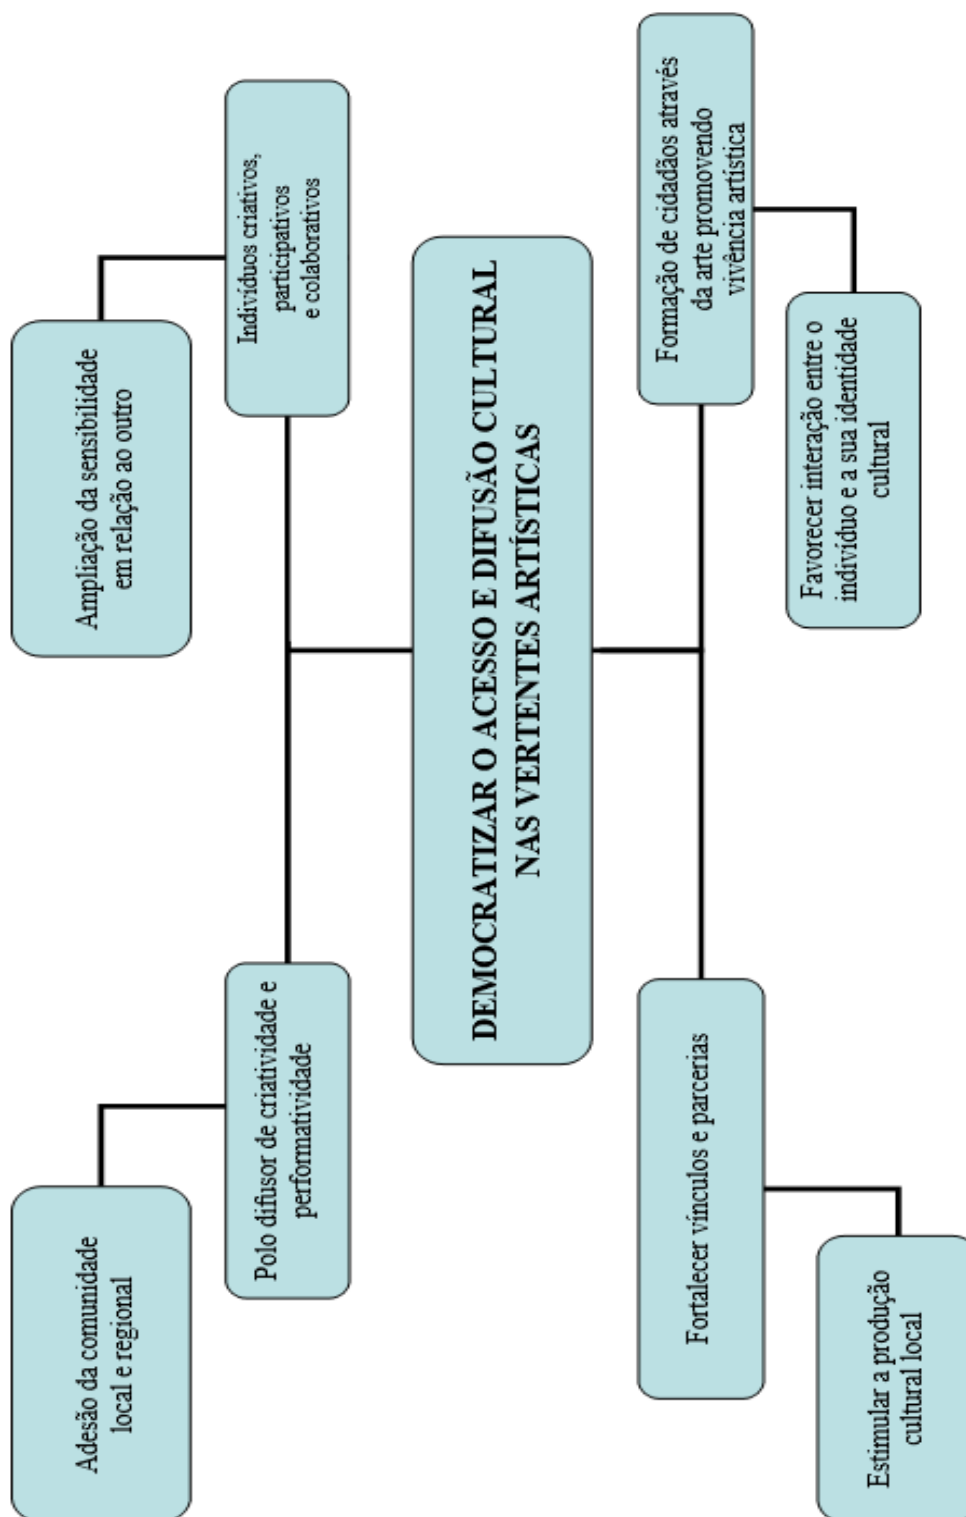 Adesão da comunidade
local e regional
Ampliação da sensibilidade
em relação ao outro
Polo difusor de criatividade e
performatividade
Indivíduos criativos,
participativos
e colaborativos
DEMOCRATIZAR O ACESSO E DIFUSÃO CULTURAL
NAS VERTENTES ARTÍSTICAS
Fortalecer vínculos e parcerias
Formação de cidadãos através
da arte promovendo
vivência artística
Estimular a produção
cultural local
Favorecer interação entre o
indivíduo e a sua identidade
cultural